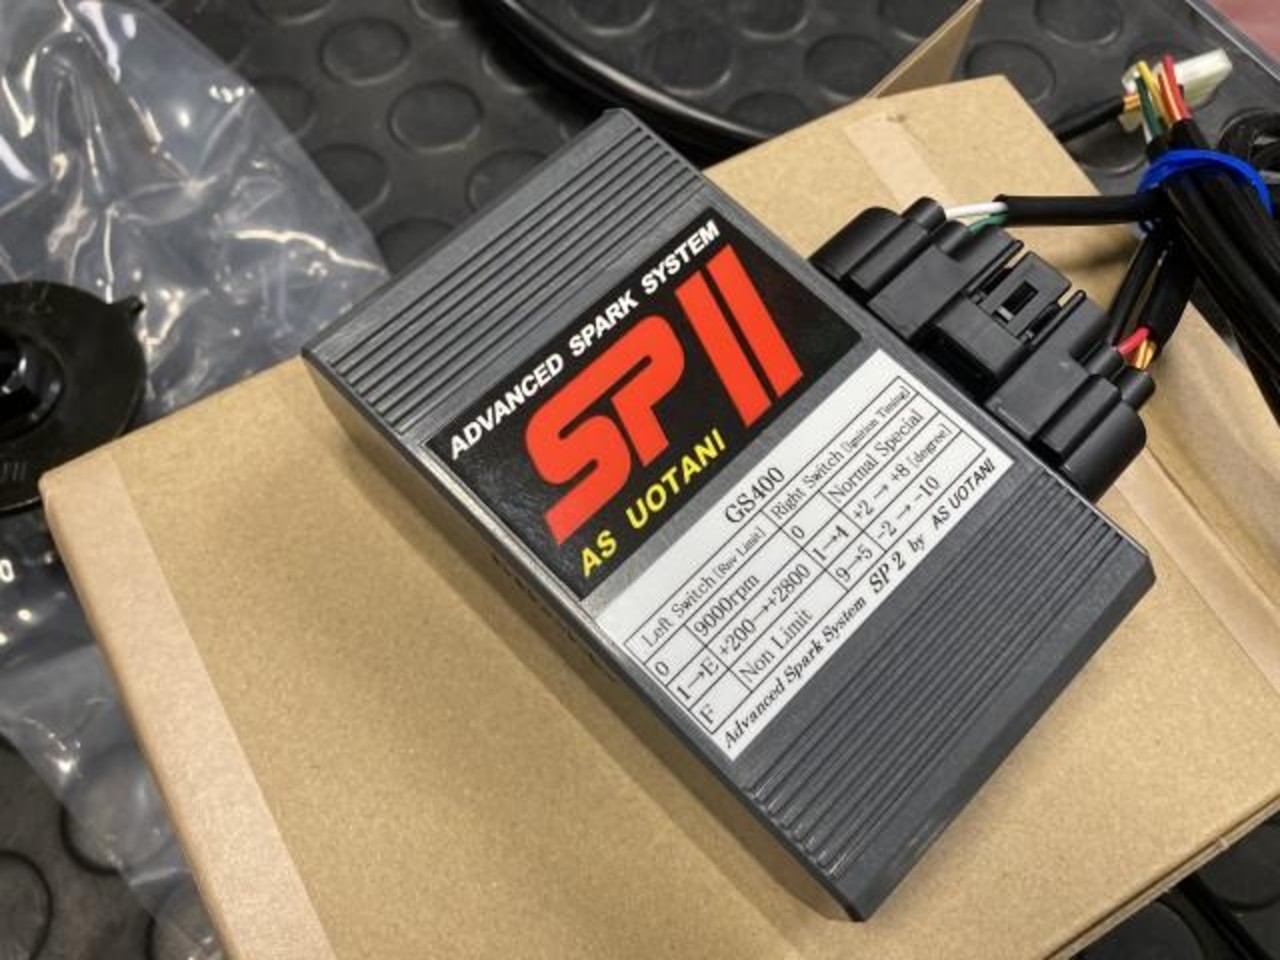 ADVANCED SPARK SYSTEM
SP II
AS UOTANI
GS400
Left Switch [Rev Limit] Right Switch [Ignition Timing]
0 9000rpm 0 Normal Special
1→E +200→+2800 1→4 +2 → +8 [degree]
F Non Limit 9→5 -2 → -10
Advanced Spark System SP 2 by AS UOTANI
0